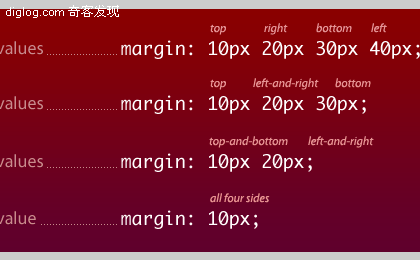 diglog.com 奇客发现
top right bottom left
values margin: 10px 20px 30px 40px;
top left-and-right bottom
values margin: 10px 20px 30px;
top-and-bottom left-and-right
values margin: 10px 20px;
all four sides
value margin: 10px;